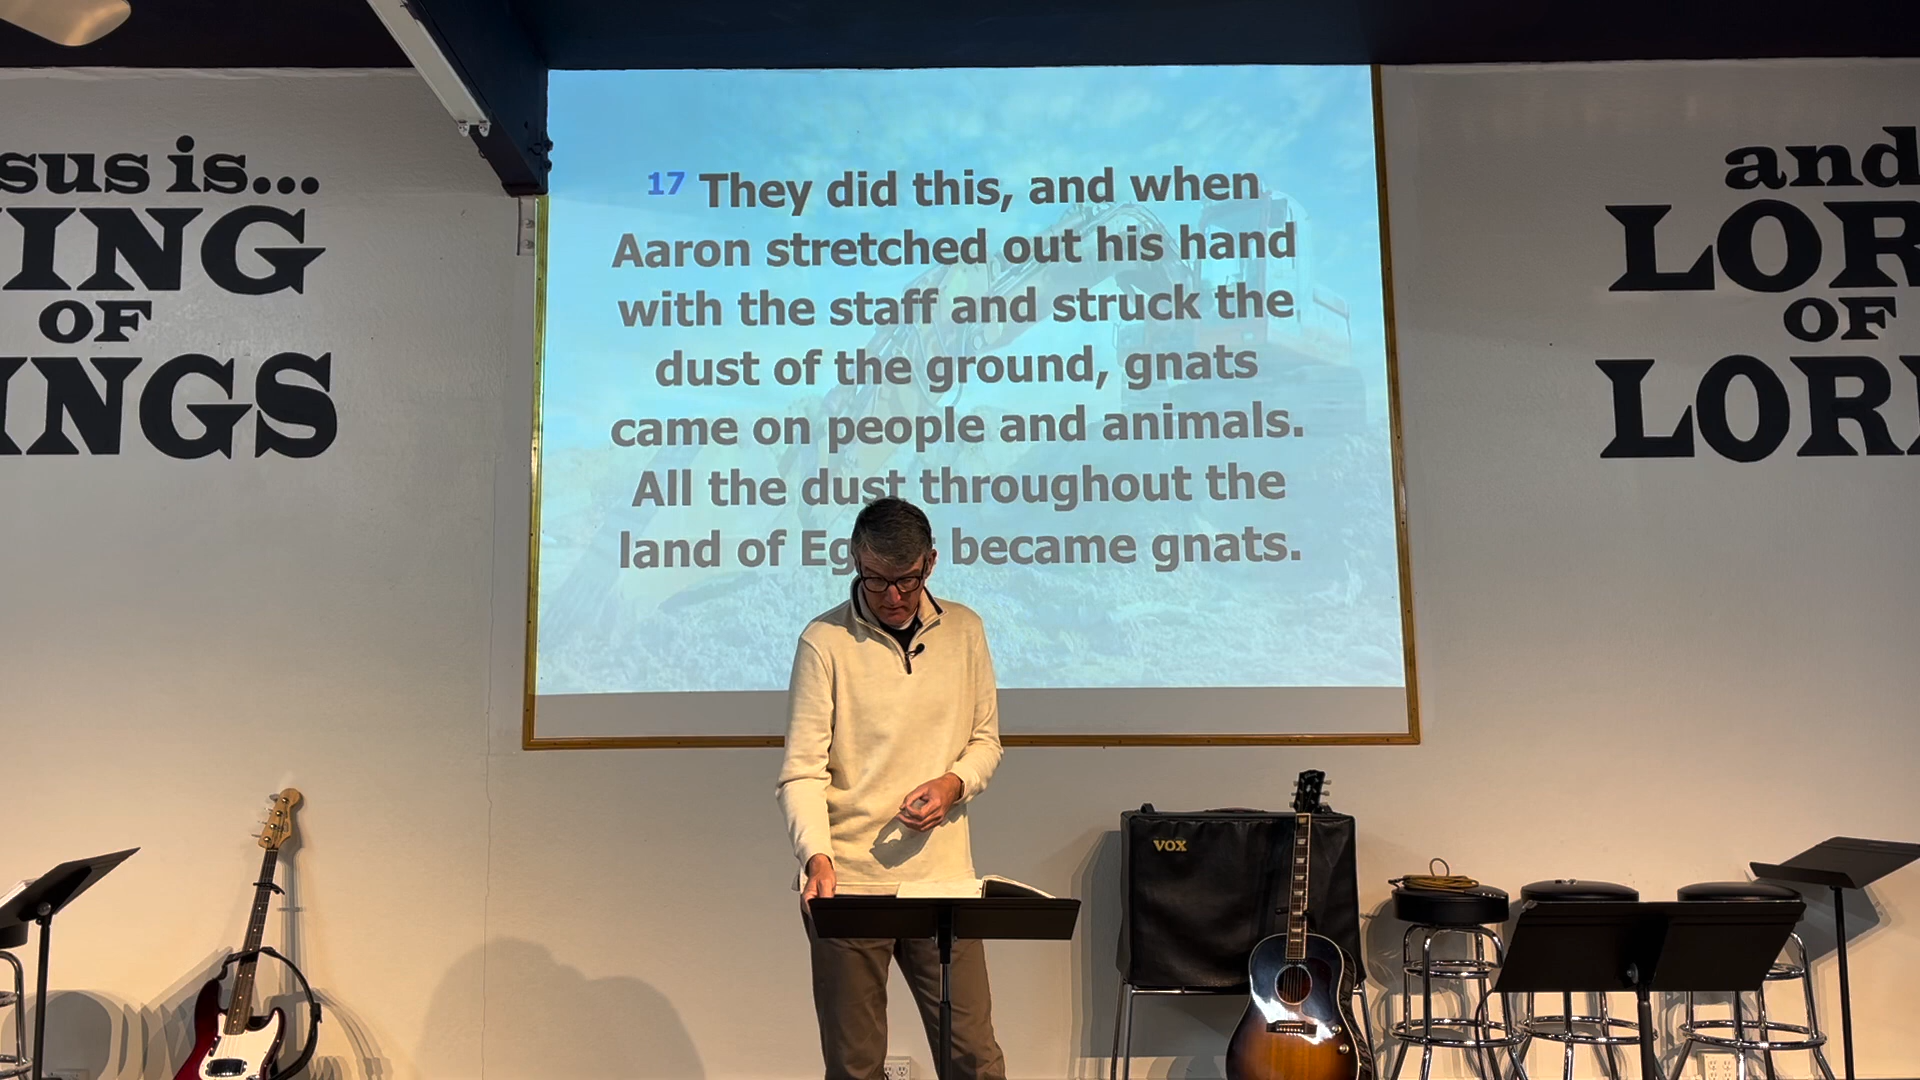 sus is...
ING
OF
INGS
17 They did this, and when
Aaron stretched out his hand
with the staff and struck the
dust of the ground, gnats
came on people and animals.
All the dust throughout the
land of Eg became gnats.
and
LOR
OF
LOR
VOX